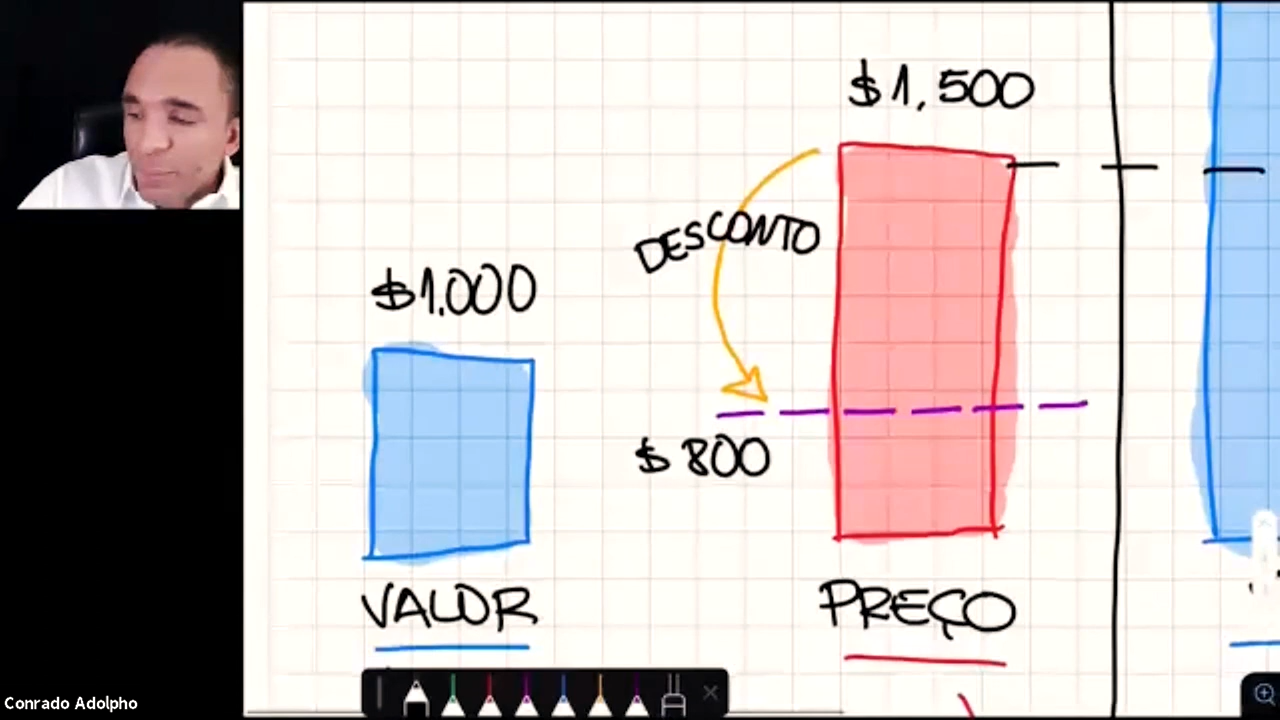 $1,500
DESCONTO
$1.000
$800
VALOR
PREÇO
Conrado Adolpho